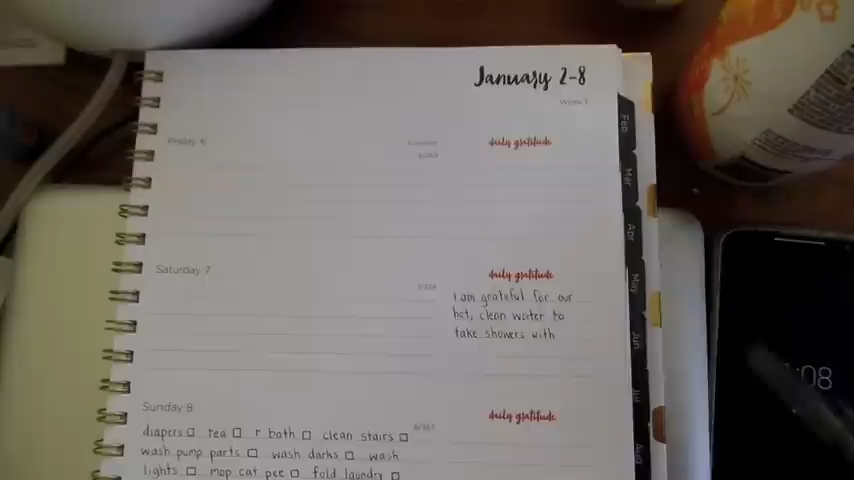 January 2-8
Week 1
Friday 6
daily gratitude
Saturday 7
daily gratitude
I am grateful for our
hot, clean water to
take showers with
Sunday 8
daily gratitude
diapers □ tea □ r bath □ clean stairs □
wash pump parts □ wash darks □ wash
lights □ mop cat pee □ fold laundry □
Feb
Mar
Apr
May
Jun
Jul
Aug
:08